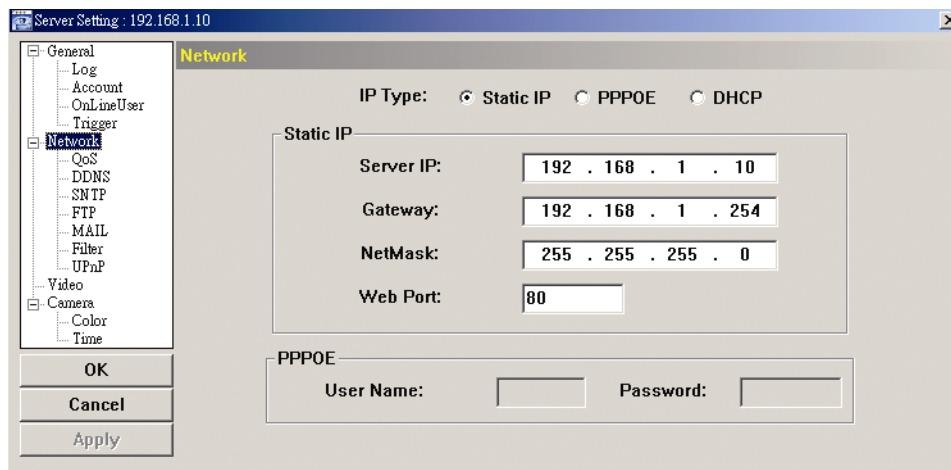 Server Setting : 192.168.1.10
General
Log
Account
OnLineUser
Trigger
Network
QoS
DDNS
SNTP
FTP
MAIL
Filter
UPnP
Video
Camera
Color
Time
OK
Cancel
Apply
Network
IP Type: Static IP PPPOE DHCP
Static IP
Server IP: 192 . 168 . 1 . 10
Gateway: 192 . 168 . 1 . 254
NetMask: 255 . 255 . 255 . 0
Web Port: 80
PPPOE
User Name: Password: